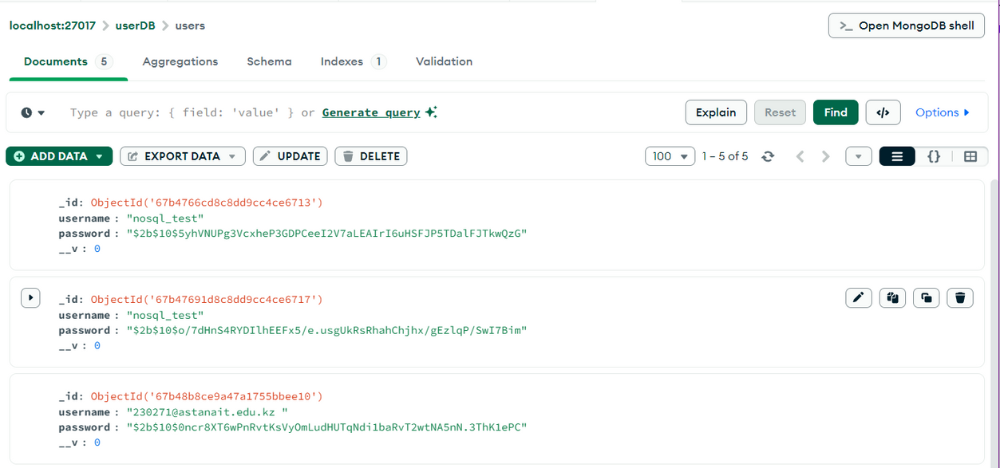 localhost:27017 > userDB > users
>_ Open MongoDB shell
Documents 5 Aggregations Schema Indexes 1 Validation
Type a query: { field: 'value' } or Generate query
Explain Reset Find </> Options
ADD DATA EXPORT DATA UPDATE DELETE
100 1 – 5 of 5 {}
_id: ObjectId('67b4766cd8c8dd9cc4ce6713')
username : "nosql_test"
password : "$2b$10$5yhVNUPg3VcxheP3GDPCeeI2V7aLEAIrI6uHSFJP5TDalFJTkwQzG"
__v : 0
_id: ObjectId('67b47691d8c8dd9cc4ce6717')
username : "nosql_test"
password : "$2b$10$o/7dHnS4RYDIlhEEFx5/e.usgUkRsRhahChjhx/gEzlqP/SwI7Bim"
__v : 0
_id: ObjectId('67b48b8ce9a47a1755bbee10')
username : "230271@astanait.edu.kz "
password : "$2b$10$0ncr8XT6wPnRvtKsVyOmLudHUTqNdi1baRvT2wtNA5nN.3ThK1ePC"
__v : 0